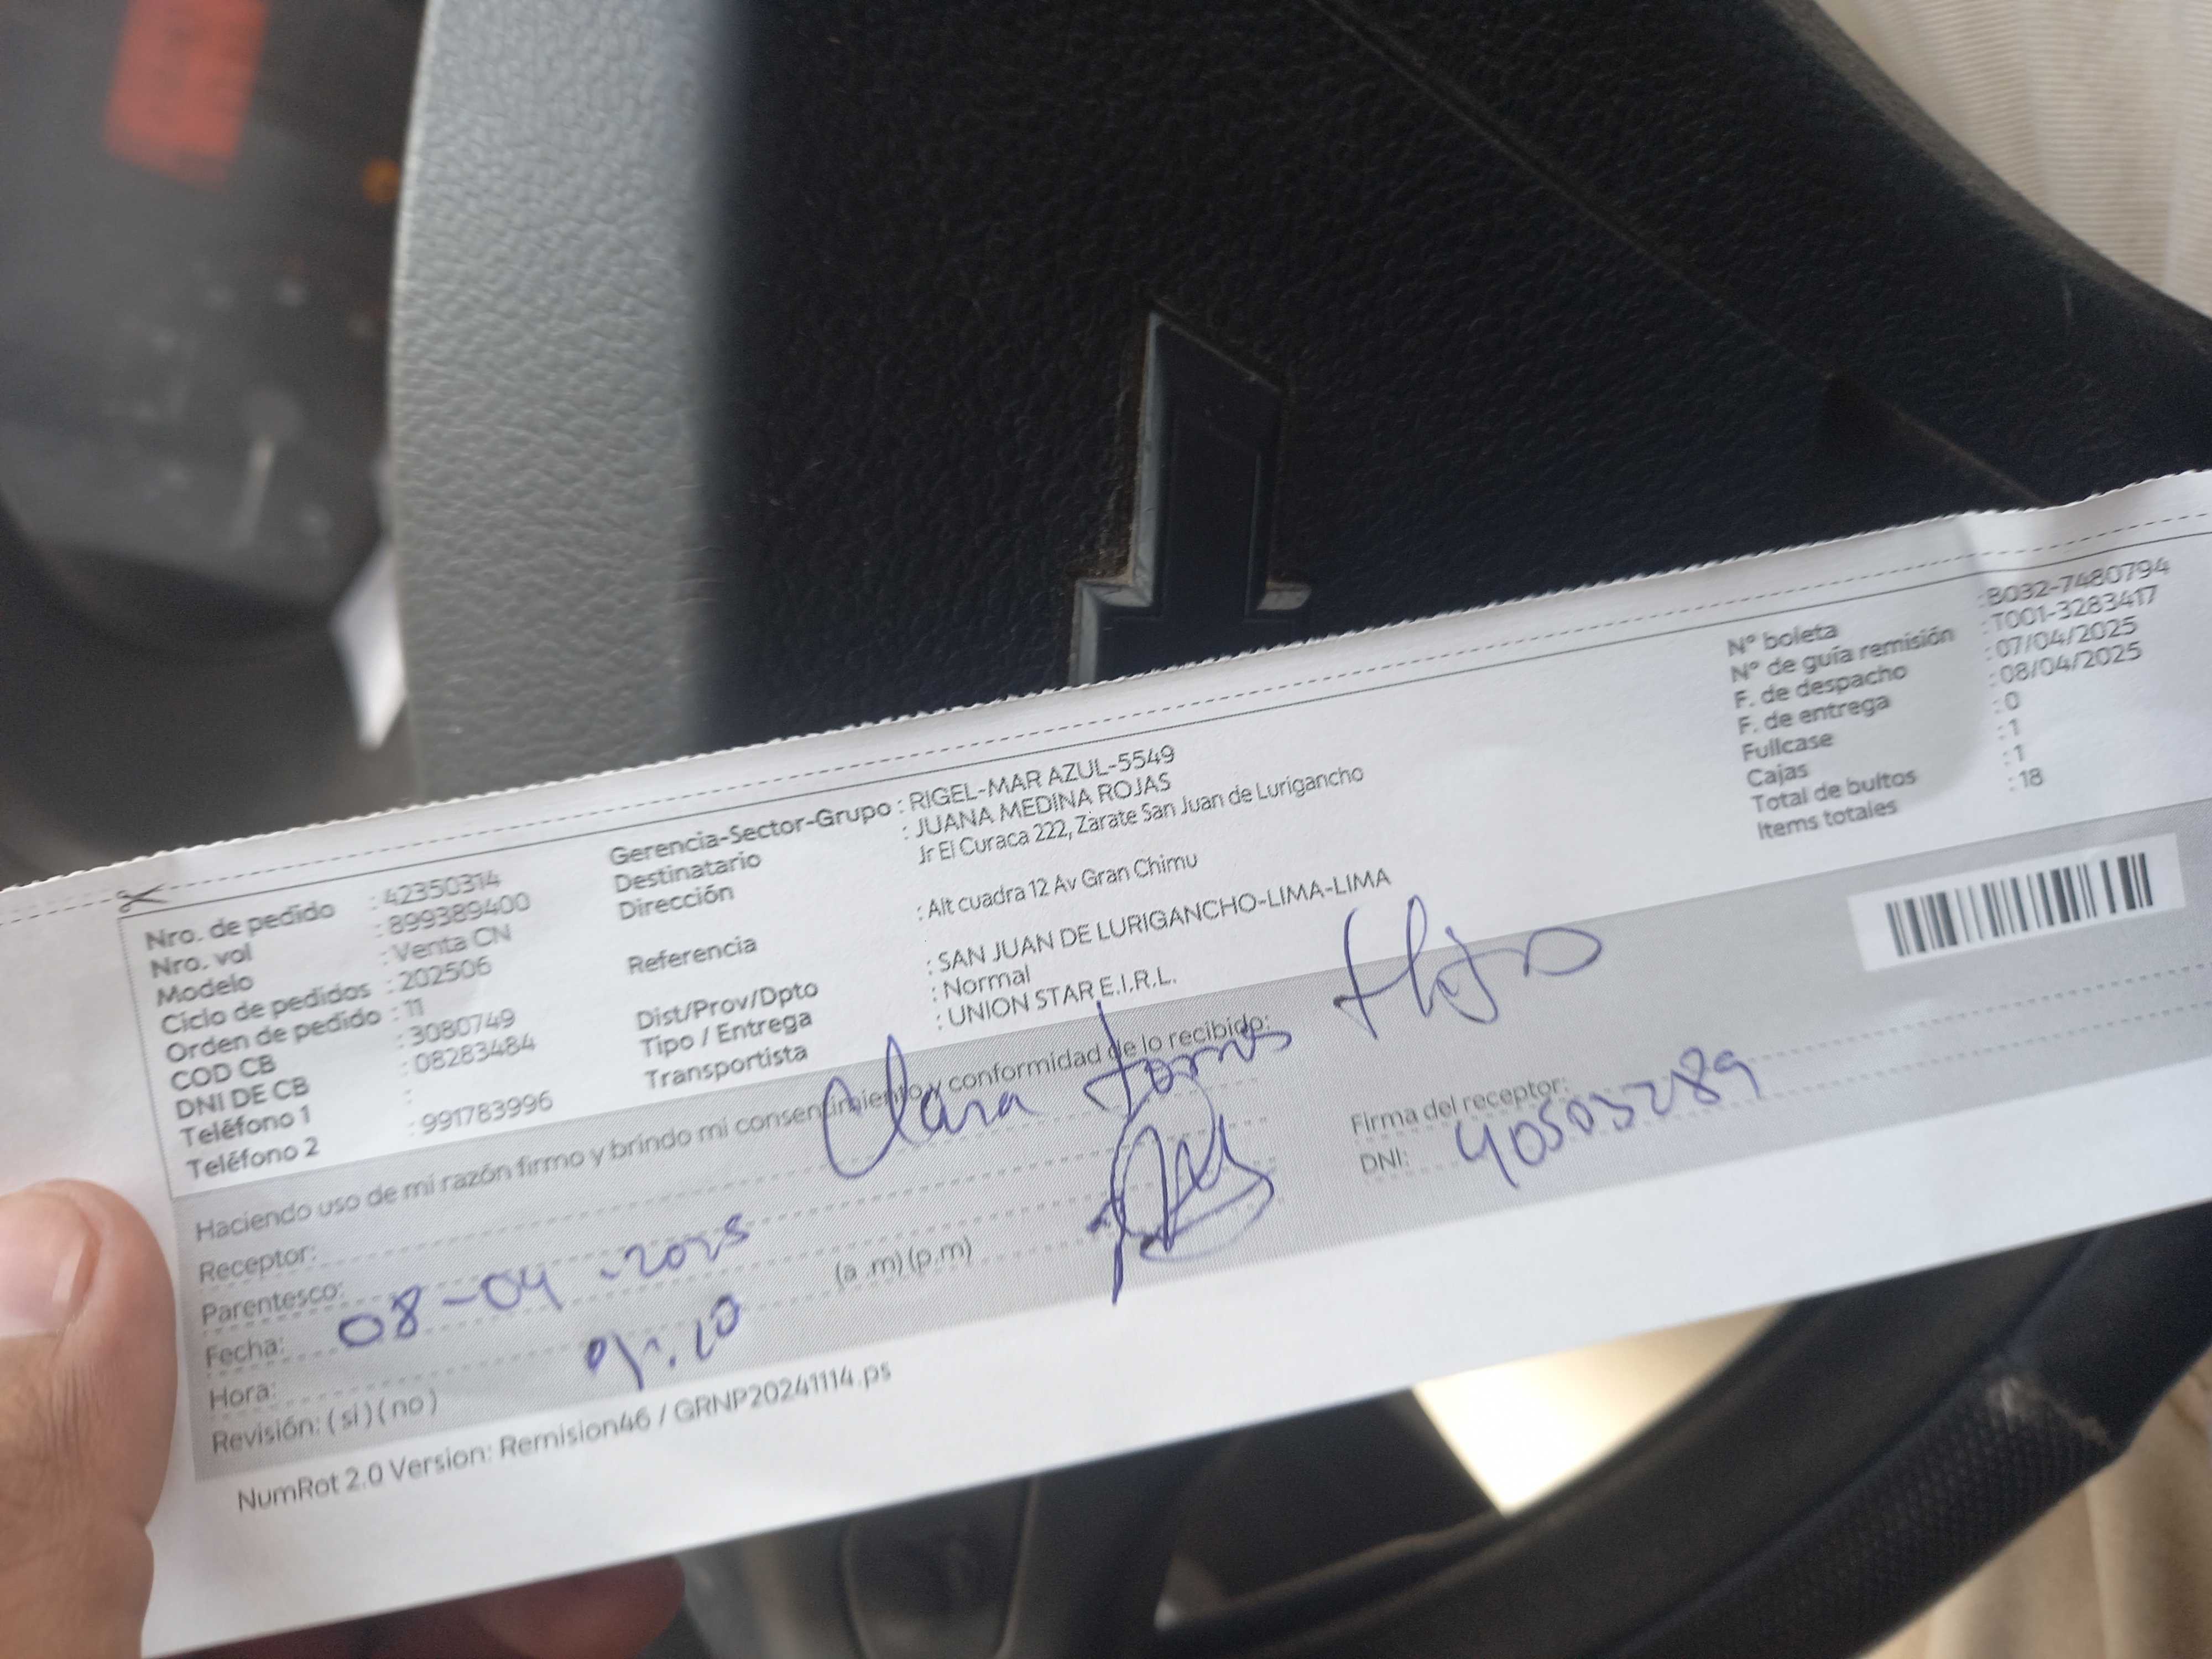 Nro. de pedido : 42350314
Nro. vol : 899389400
Modelo : Venta CN
Ciclo de pedidos : 202506
Orden de pedido : 11
COD CB : 3080749
DNI DE CB : 08283484
Teléfono 1 :
Teléfono 2 : 991783996
Gerencia-Sector-Grupo : RIGEL-MAR AZUL-5549
Destinatario : JUANA MEDINA ROJAS
Dirección Jr El Curaca 222, Zárate San Juan de Lurigancho
Referencia : Alt cuadra 12 Av Gran Chimu
Dist/Prov/Dpto : SAN JUAN DE LURIGANCHO-LIMA-LIMA
Tipo / Entrega : Normal
Transportista : UNION STAR E.I.R.L.
N° boleta : B032-7480794
N° de guía remisión : T001-3283417
F. de despacho : 07/04/2025
F. de entrega : 08/04/2025
Fullcase : 0
Cajas : 1
Total de bultos : 1
Items totales : 18
Haciendo uso de mi razón firmo y brindo mi consentimiento y conformidad de lo recibido:
Receptor: Clara Torres
Parentesco:
Fecha: 08-04-2025
Hora: (a .m) (p.m)
Revisión: ( si ) ( no )
Firma del receptor:
DNI:
NumRot 2.0 Version: Remision46 / GRNP20241114.ps